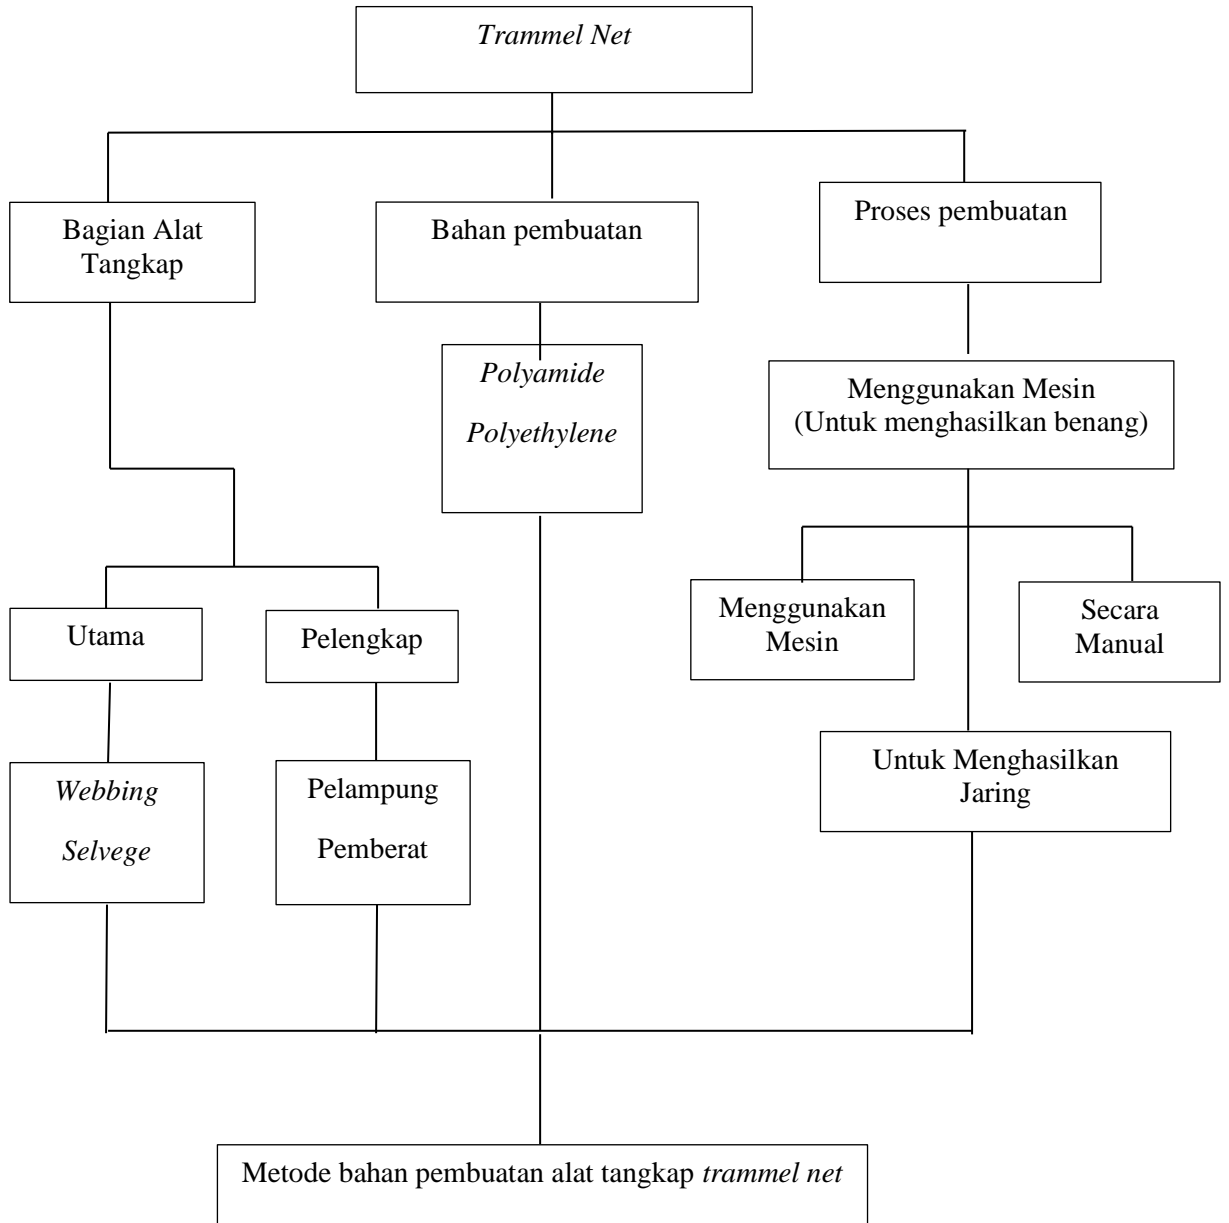 Trammel Net
Bagian Alat
Tangkap
Bahan pembuatan
Proses pembuatan
Polyamide
Polyethylene
Menggunakan Mesin
(Untuk menghasilkan benang)
Utama
Pelengkap
Menggunakan
Mesin
Secara
Manual
Webbing
Selvege
Pelampung
Pemberat
Untuk Menghasilkan
Jaring
Metode bahan pembuatan alat tangkap trammel net